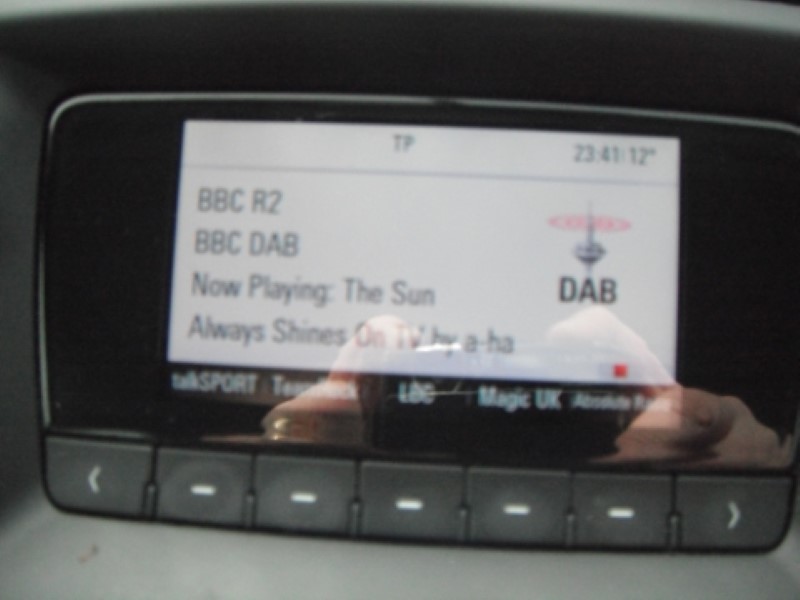 TP 23:41:12"
BBC R2
BBC DAB
DAB
Now Playing: The Sun
Always Shines On TV by a-ha
talkSPORT LBC Magic UK Absolute